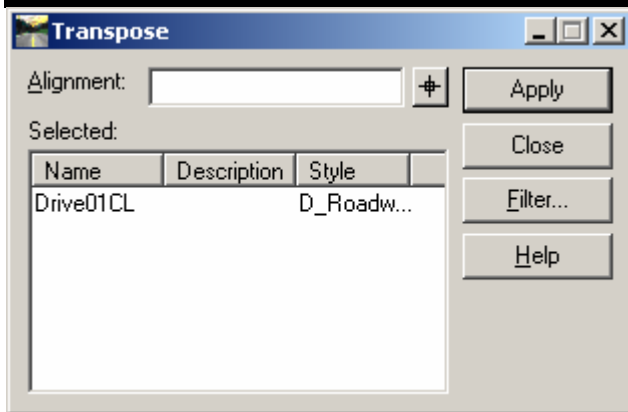 Transpose
Alignment:
Apply
Selected:
Close
Name Description Style
Drive01CL D_Roadw...
Filter...
Help